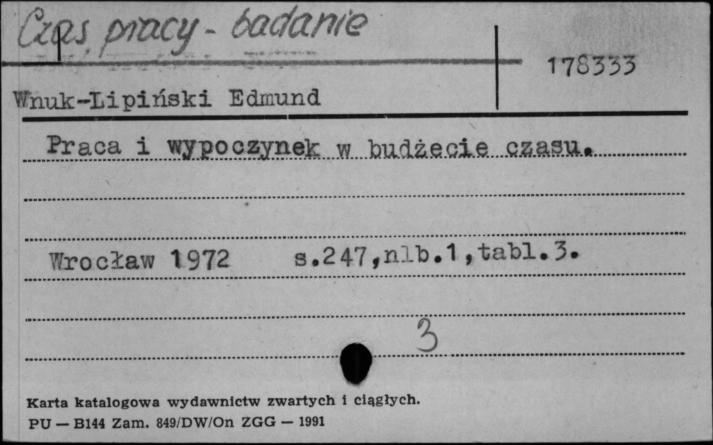 Czas pracy - badanie
178333
Wnuk-Lipiński Edmund
Praca i wypoczynek w budżecie czasu.
Wrocław 1972 s.247,nlb.1,tabl.3.
3
Karta katalogowa wydawnictw zwartych i ciągłych.
PU — B144 Zam. 849/DW/On ZGG — 1991